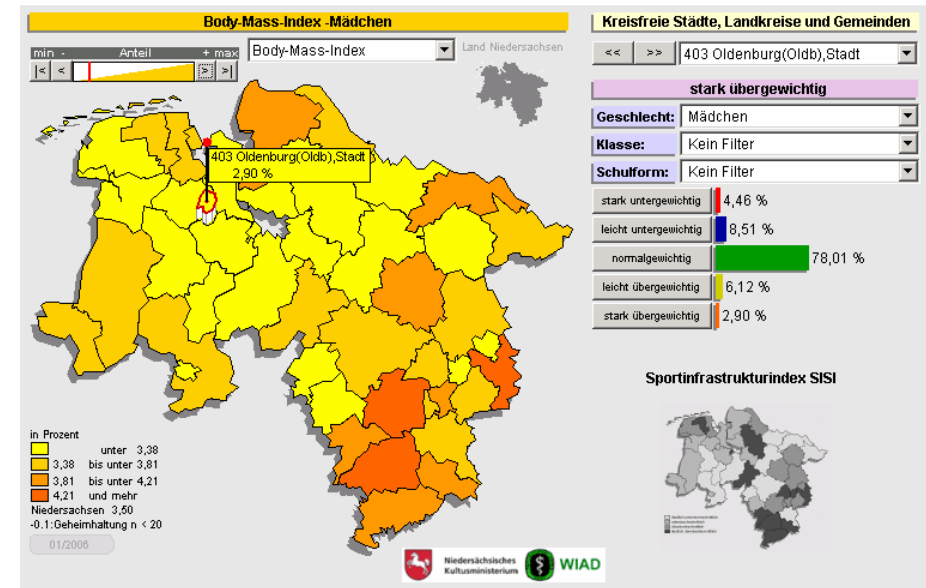 Body-Mass-Index -Mädchen
min - Anteil + max
|< < > >|
Body-Mass-Index
Land Niedersachsen
403 Oldenburg(Oldb),Stadt
2,90 %
in Prozent
unter 3,38
3,38 bis unter 3,81
3,81 bis unter 4,21
4,21 und mehr
Niedersachsen 3,50
-0.1:Geheimhaltung n < 20
01/2006
Kreisfreie Städte, Landkreise und Gemeinden
<< >> 403 Oldenburg(Oldb),Stadt
stark übergewichtig
Geschlecht: Mädchen
Klasse: Kein Filter
Schulform: Kein Filter
stark untergewichtig 4,46 %
leicht untergewichtig 8,51 %
normalgewichtig 78,01 %
leicht übergewichtig 6,12 %
stark übergewichtig 2,90 %
Sportinfrastrukturindex SISI
Niedersächsisches
Kultusministerium
WIAD